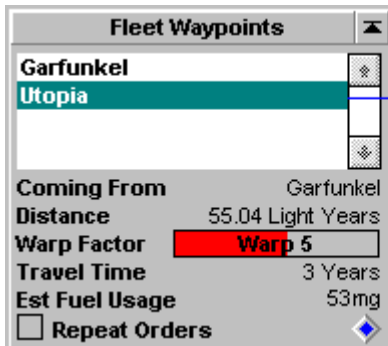 Fleet Waypoints
Garfunkel
Utopia
Coming From Garfunkel
Distance 55.04 Light Years
Warp Factor Warp 5
Travel Time 3 Years
Est Fuel Usage 53mg
Repeat Orders